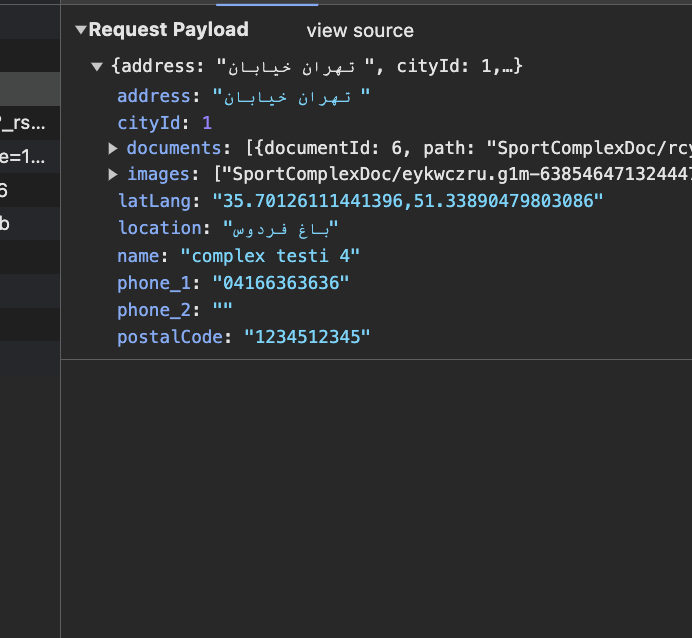 ▼Request Payload view source
▼ {address: "تهران خیابان ", cityId: 1,…}
address: "تهران خیابان "
cityId: 1
▶ documents: [{documentId: 6, path: "SportComplexDoc/rcy
▶ images: ["SportComplexDoc/eykwczru.g1m-638546471324447
latLang: "35.70126111441396,51.33890479803086"
location: "باغ فردوس"
name: "complex testi 4"
phone_1: "04166363636"
phone_2: ""
postalCode: "1234512345"
?_rs...
e=1...
6
b